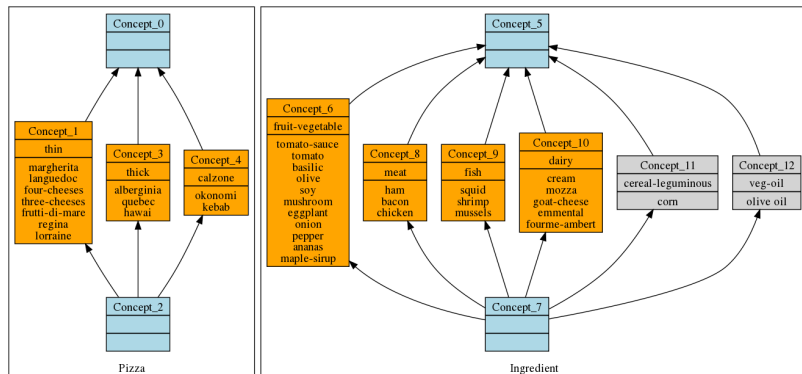 Concept_0
Concept_1
thin
margherita
languedoc
four-cheeses
three-cheeses
frutti-di-mare
regina
lorraine
Concept_3
thick
alberginia
quebec
hawai
Concept_4
calzone
okonomi
kebab
Concept_2
Pizza
Concept_5
Concept_6
fruit-vegetable
tomato-sauce
tomato
basilic
olive
soy
mushroom
eggplant
onion
pepper
ananas
maple-sirup
Concept_8
meat
ham
bacon
chicken
Concept_9
fish
squid
shrimp
mussels
Concept_10
dairy
cream
mozza
goat-cheese
emmental
fourme-ambert
Concept_11
cereal-leguminous
corn
Concept_12
veg-oil
olive oil
Concept_7
Ingredient